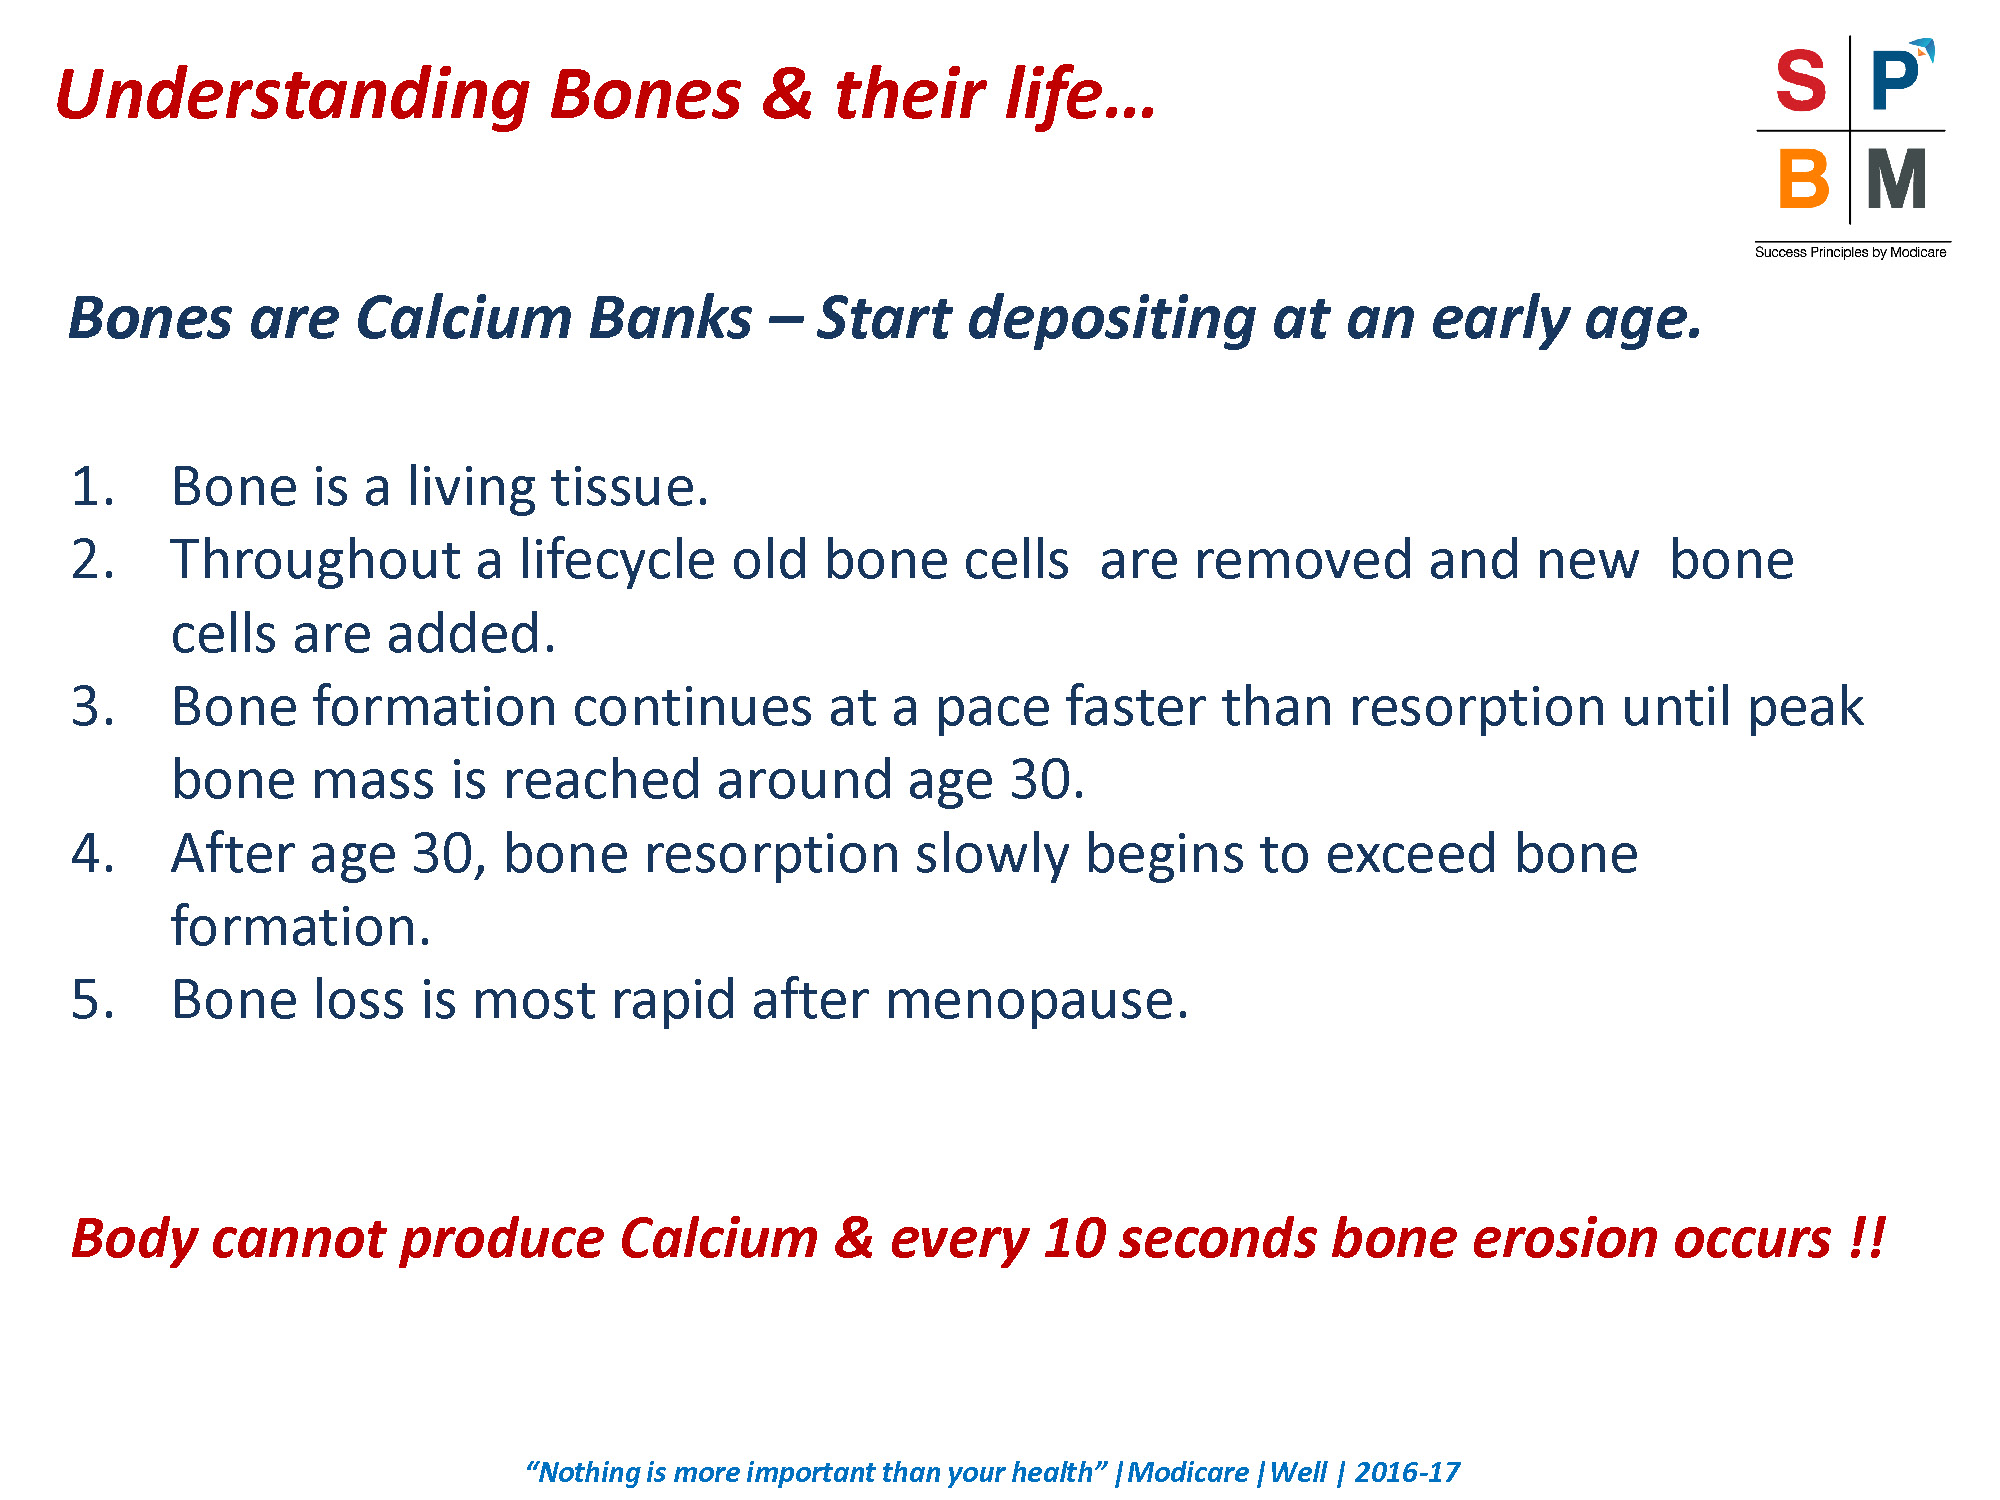 Understanding Bones & their life...
S P
B M
Success Principles by Modicare
Bones are Calcium Banks – Start depositing at an early age.
1. Bone is a living tissue.
2. Throughout a lifecycle old bone cells are removed and new bone
cells are added.
3. Bone formation continues at a pace faster than resorption until peak
bone mass is reached around age 30.
4. After age 30, bone resorption slowly begins to exceed bone
formation.
5. Bone loss is most rapid after menopause.
Body cannot produce Calcium & every 10 seconds bone erosion occurs !!
“Nothing is more important than your health” |Modicare |Well | 2016-17